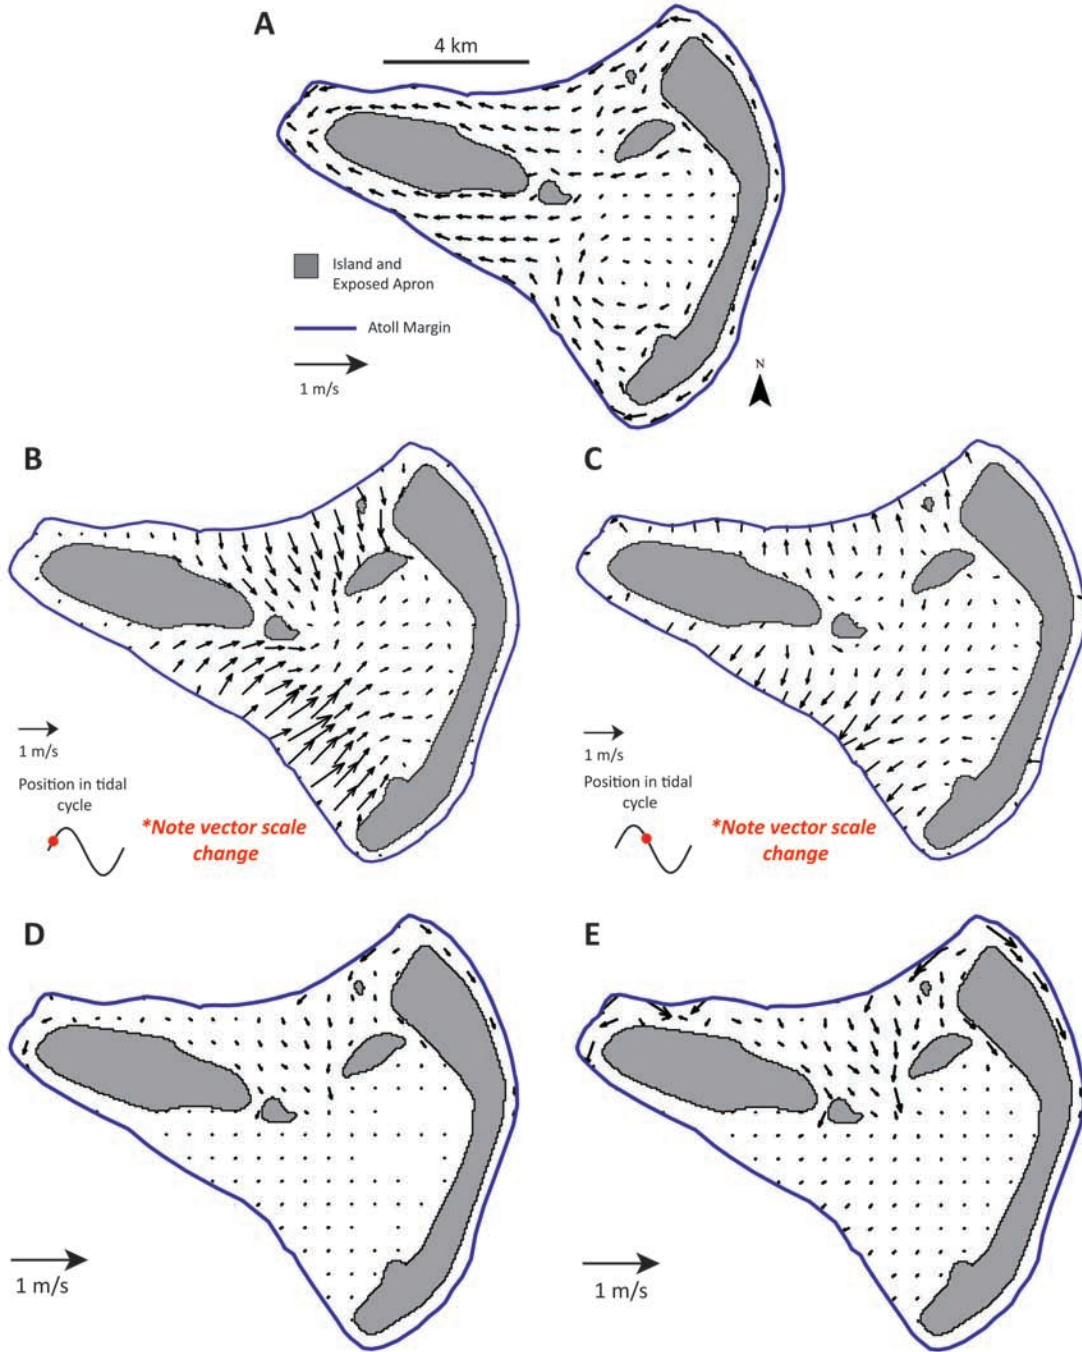 A
4 km
Island and
Exposed Apron
Atoll Margin
1 m/s
N
B
1 m/s
Position in tidal
cycle
*Note vector scale
change
C
1 m/s
Position in tidal
cycle
*Note vector scale
change
D
1 m/s
E
1 m/s